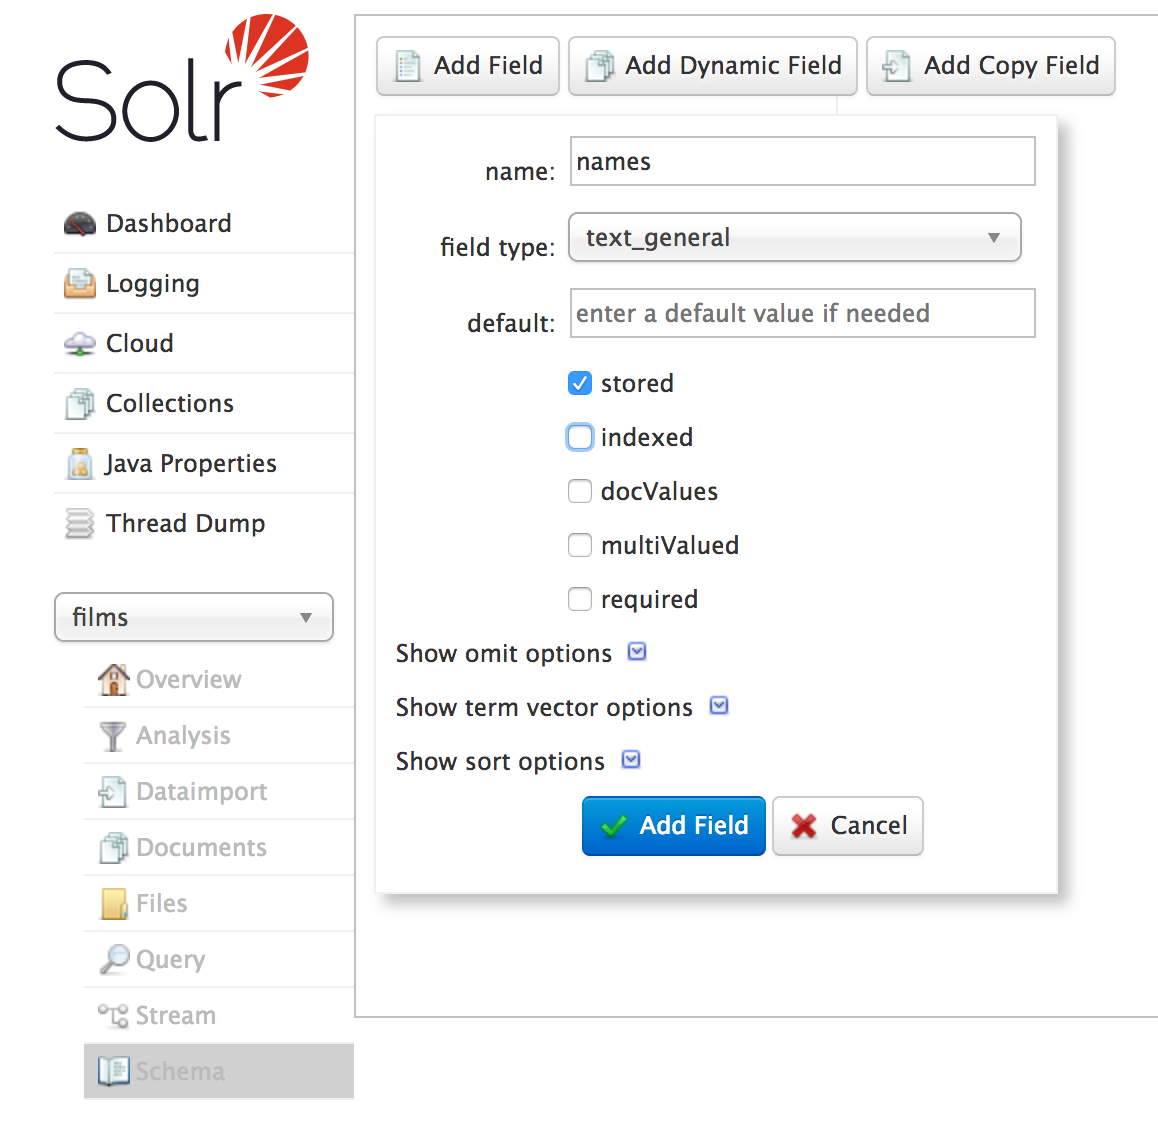 Solr
Add Field
Add Dynamic Field
Add Copy Field
name: names
field type: text_general
default: enter a default value if needed
stored
indexed
docValues
multiValued
required
Show omit options
Show term vector options
Show sort options
Add Field
Cancel
Dashboard
Logging
Cloud
Collections
Java Properties
Thread Dump
films
Overview
Analysis
Dataimport
Documents
Files
Query
Stream
Schema